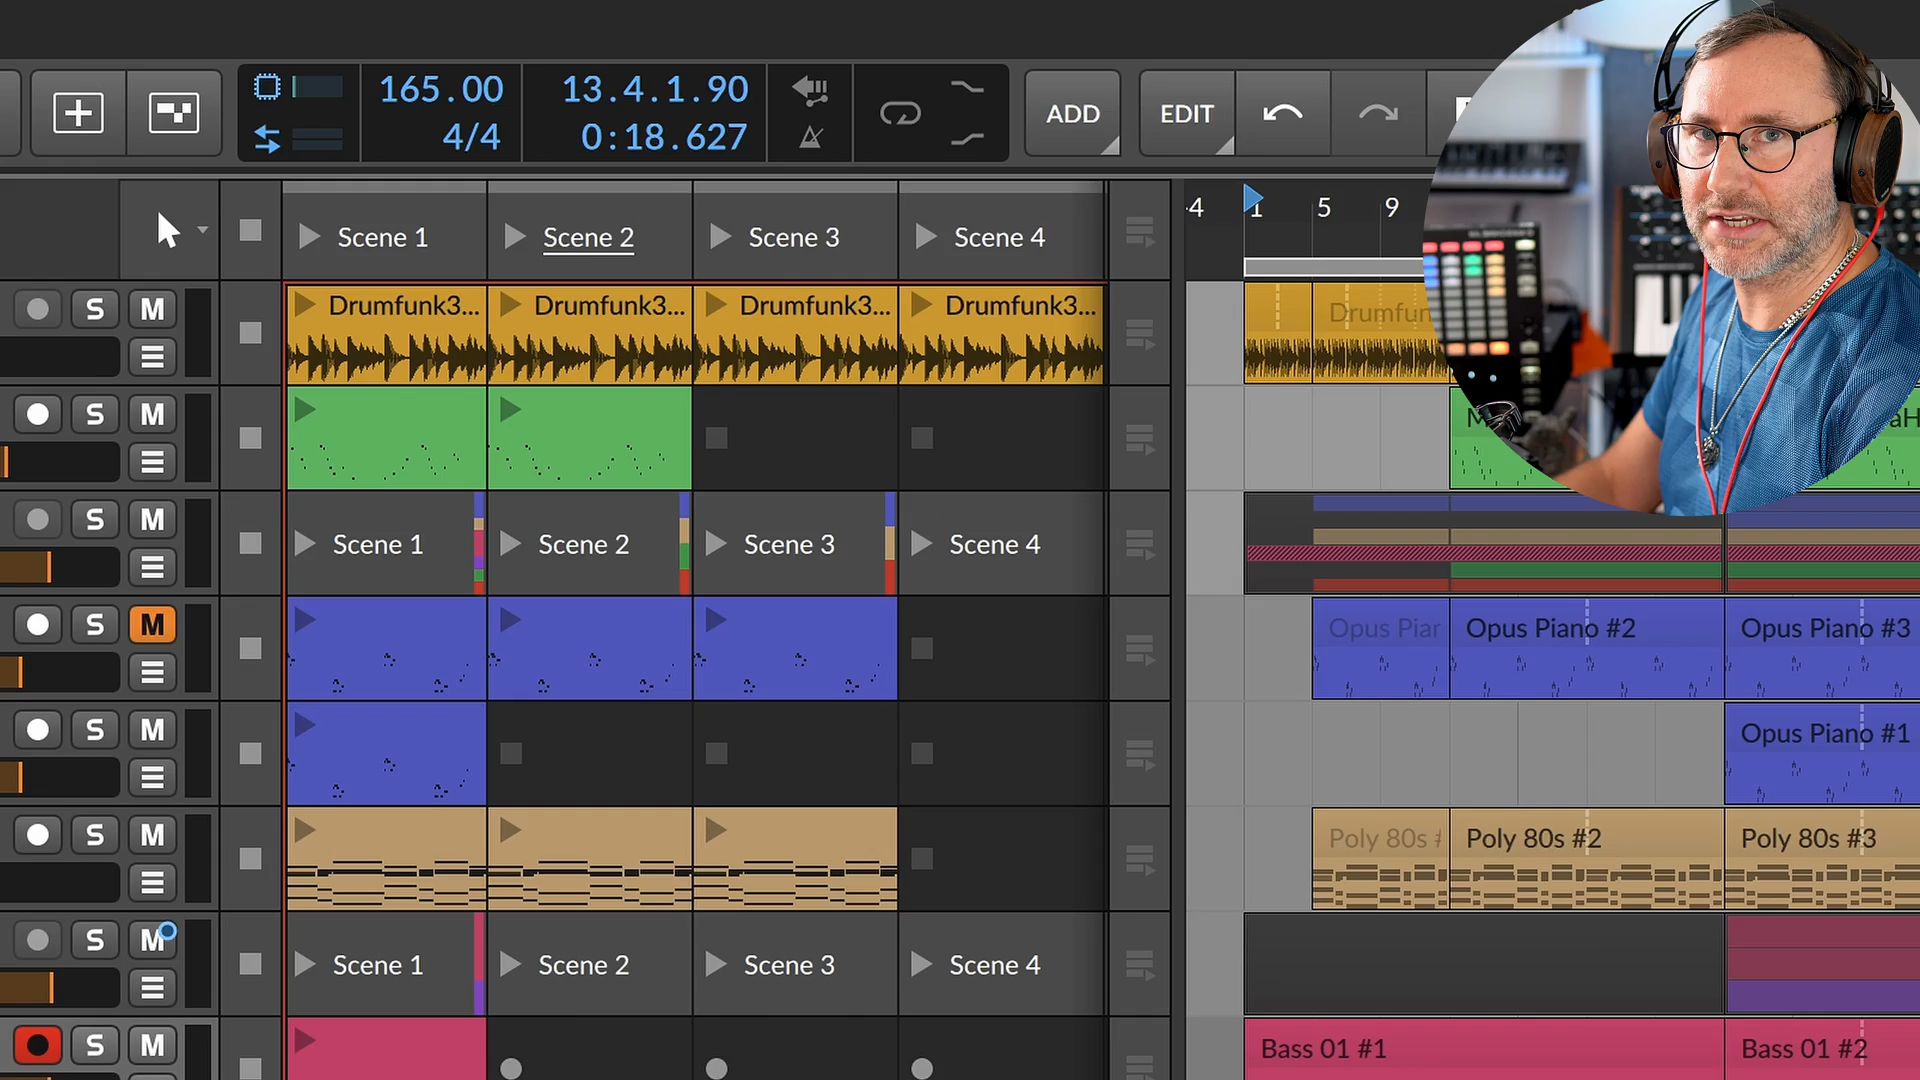 165.00 13.4.1.90
4/4 0:18.627
ADD EDIT
Scene 1 Scene 2 Scene 3 Scene 4
-4 1 5 9
S M Drumfunk3... Drumfunk3... Drumfunk3... Drumfunk3... Drumfun
S M
S M
Scene 1 Scene 2 Scene 3 Scene 4
S M Opus Pian Opus Piano #2 Opus Piano #3
S M Opus Piano #1
S M Poly 80s # Poly 80s #2 Poly 80s #3
S M
Scene 1 Scene 2 Scene 3 Scene 4
S M Bass 01 #1 Bass 01 #2